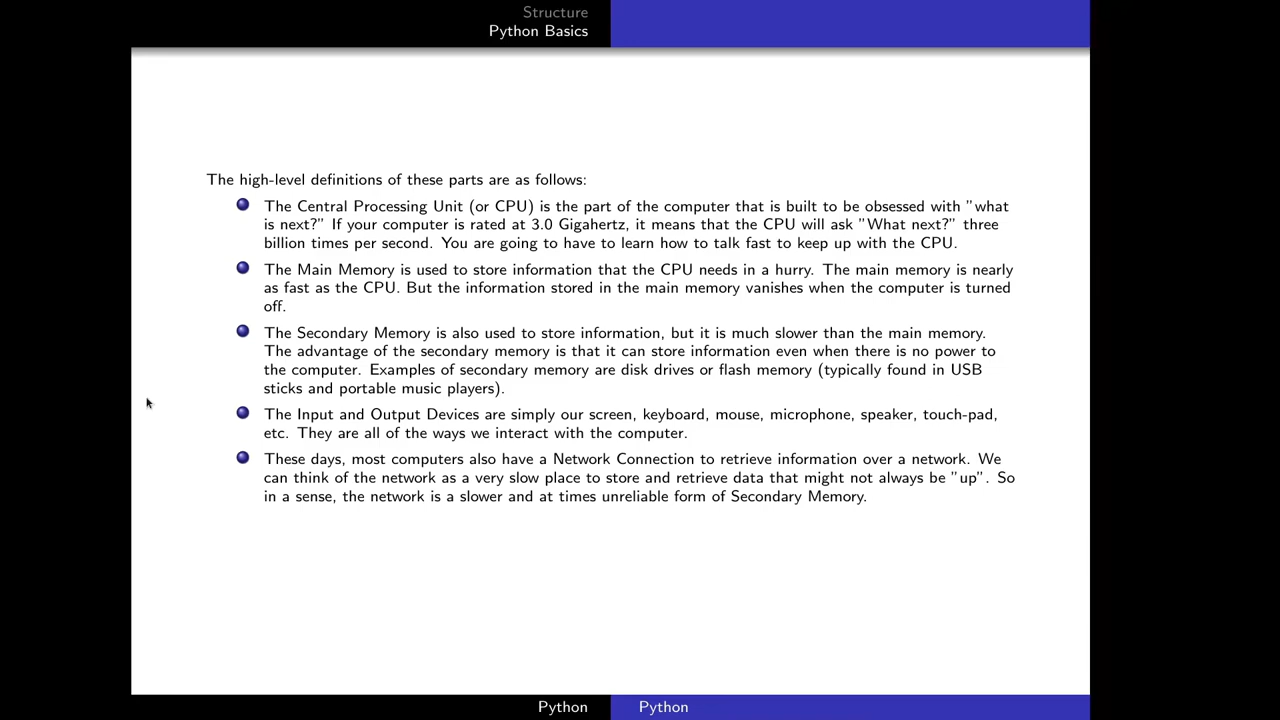 Structure
Python Basics
The high-level definitions of these parts are as follows:
The Central Processing Unit (or CPU) is the part of the computer that is built to be obsessed with "what
is next?" If your computer is rated at 3.0 Gigahertz, it means that the CPU will ask "What next?" three
billion times per second. You are going to have to learn how to talk fast to keep up with the CPU.
The Main Memory is used to store information that the CPU needs in a hurry. The main memory is nearly
as fast as the CPU. But the information stored in the main memory vanishes when the computer is turned
off.
The Secondary Memory is also used to store information, but it is much slower than the main memory.
The advantage of the secondary memory is that it can store information even when there is no power to
the computer. Examples of secondary memory are disk drives or flash memory (typically found in USB
sticks and portable music players).
The Input and Output Devices are simply our screen, keyboard, mouse, microphone, speaker, touch-pad,
etc. They are all of the ways we interact with the computer.
These days, most computers also have a Network Connection to retrieve information over a network. We
can think of the network as a very slow place to store and retrieve data that might not always be "up". So
in a sense, the network is a slower and at times unreliable form of Secondary Memory.
Python Python